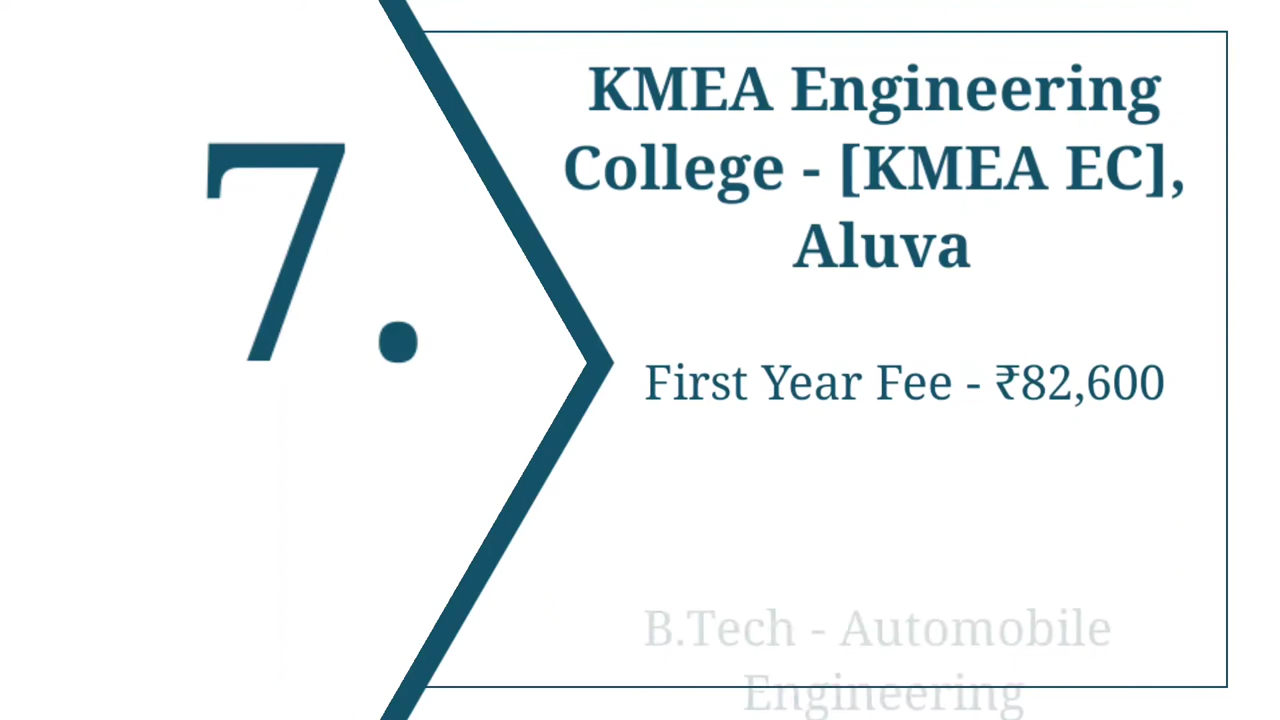 7.
KMEA Engineering
College - [KMEA EC],
Aluva
First Year Fee - ₹82,600
B.Tech - Automobile
Engineering